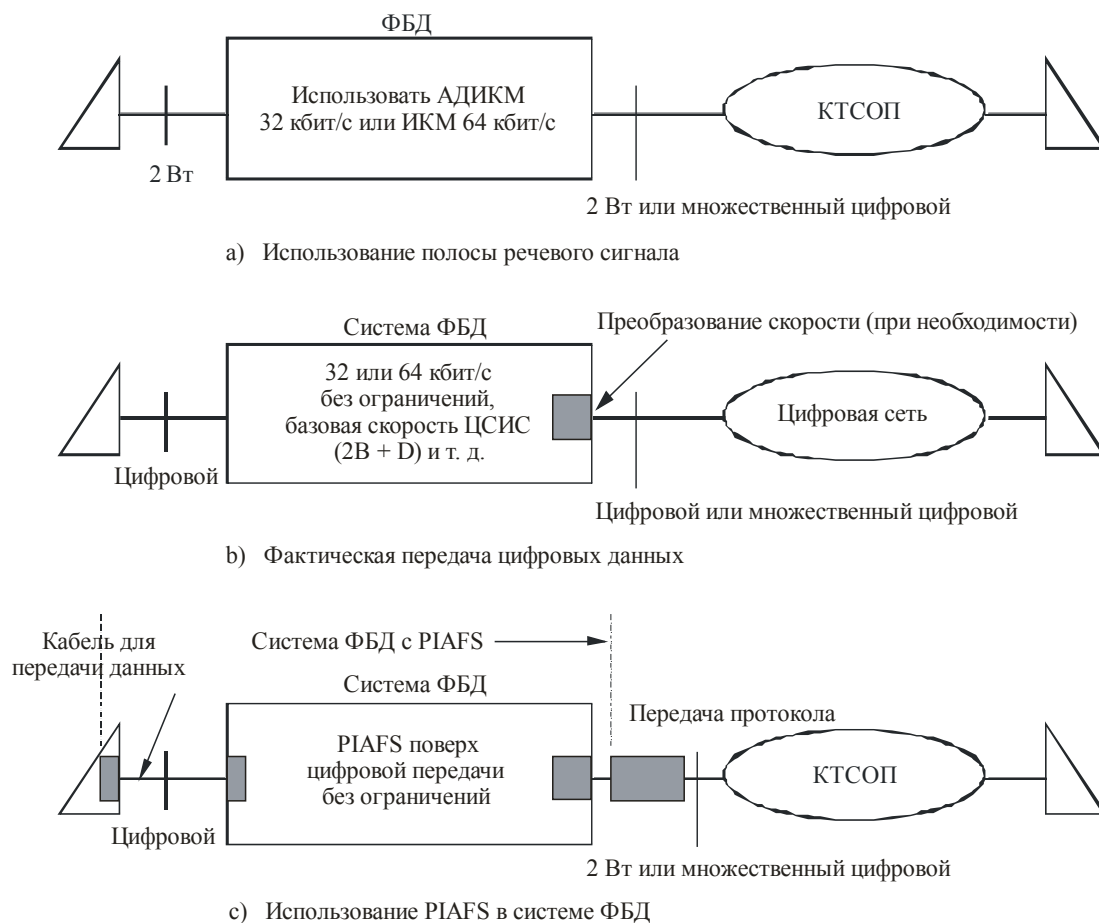 ФБД
Использовать АДИКМ
32 кбит/с или ИКМ 64 кбит/с
КТСОП
2 Вт
2 Вт или множественный цифровой
a) Использование полосы речевого сигнала
Система ФБД
Преобразование скорости (при необходимости)
32 или 64 кбит/с
без ограничений,
базовая скорость ЦСИС
(2B + D) и т. д.
Цифровая сеть
Цифровой
Цифровой или множественный цифровой
b) Фактическая передача цифровых данных
Кабель для
передачи данных
Система ФБД с PIAFS
Система ФБД
Передача протокола
PIAFS поверх
цифровой передачи
без ограничений
КТСОП
Цифровой
2 Вт или множественный цифровой
c) Использование PIAFS в системе ФБД